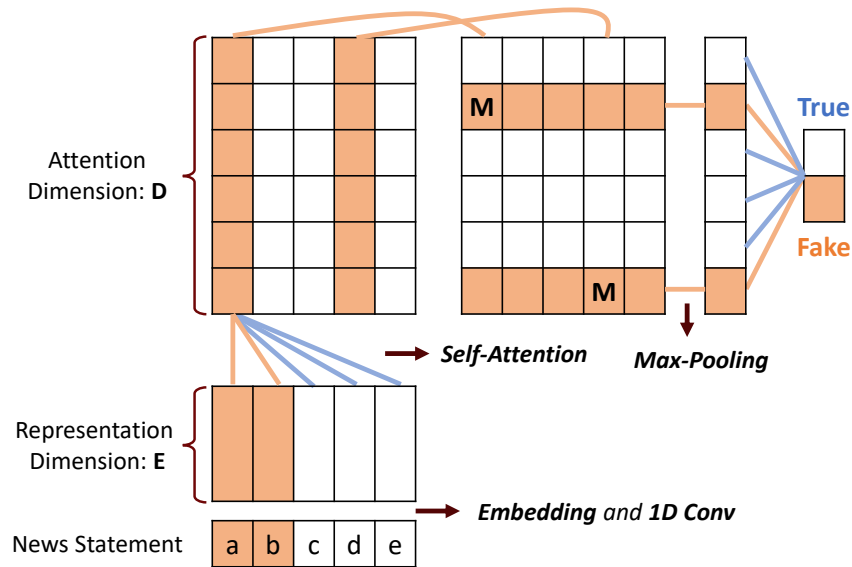 Attention
Dimension: D
M
M
True
Fake
Self-Attention
Max-Pooling
Representation
Dimension: E
Embedding and 1D Conv
News Statement
a b c d e